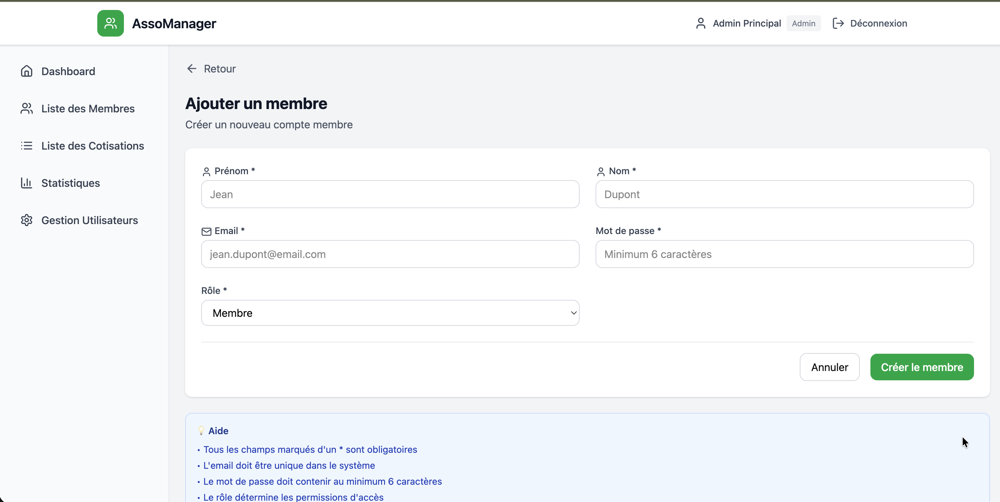 AssoManager
Admin Principal Admin Déconnexion
Dashboard
Liste des Membres
Liste des Cotisations
Statistiques
Gestion Utilisateurs
Retour
Ajouter un membre
Créer un nouveau compte membre
Prénom * Nom *
Jean Dupont
Email * Mot de passe *
jean.dupont@email.com Minimum 6 caractères
Rôle *
Membre
Annuler Créer le membre
💡 Aide
• Tous les champs marqués d'un * sont obligatoires
• L'email doit être unique dans le système
• Le mot de passe doit contenir au minimum 6 caractères
• Le rôle détermine les permissions d'accès